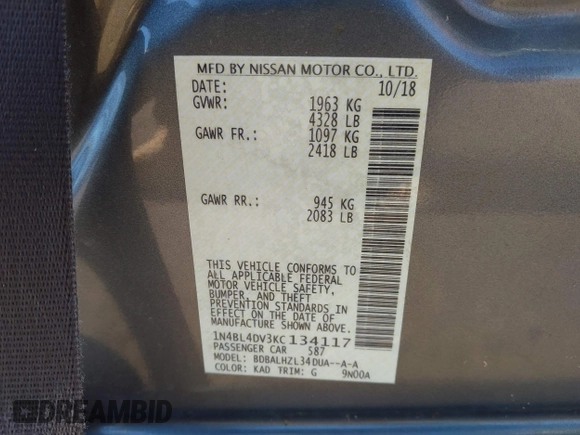 MFD BY NISSAN MOTOR CO., LTD.
DATE: 10/18
GVWR: 1963 KG
4328 LB
GAWR FR.: 1097 KG
2418 LB
GAWR RR.: 945 KG
2083 LB
THIS VEHICLE CONFORMS TO
ALL APPLICABLE FEDERAL
MOTOR VEHICLE SAFETY,
BUMPER, AND THEFT
PREVENTION STANDARDS IN
EFFECT ON THE DATE OF
MANUFACTURE SHOWN ABOVE.
1N4BL4DV3KC134117
PASSENGER CAR 587
MODEL: BDBALHZL34DUA--A-A
COLOR: KAD TRIM: G 9N00A
DREAMBID